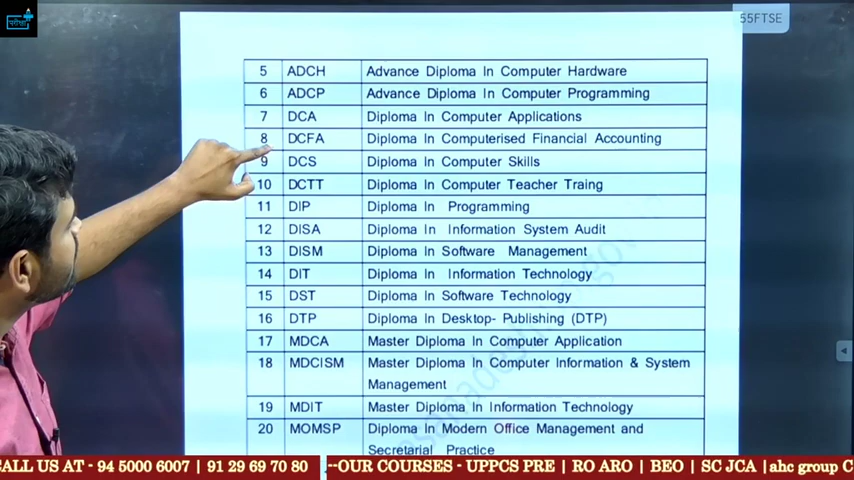 परीक्षा
55FTSE
5 ADCH Advance Diploma In Computer Hardware
6 ADCP Advance Diploma In Computer Programming
7 DCA Diploma In Computer Applications
8 DCFA Diploma In Computerised Financial Accounting
9 DCS Diploma In Computer Skills
10 DCTT Diploma In Computer Teacher Traing
11 DIP Diploma In Programming
12 DISA Diploma In Information System Audit
13 DISM Diploma In Software Management
14 DIT Diploma In Information Technology
15 DST Diploma In Software Technology
16 DTP Diploma In Desktop- Publishing (DTP)
17 MDCA Master Diploma In Computer Application
18 MDCISM Master Diploma In Computer Information & System
Management
19 MDIT Master Diploma In Information Technology
20 MOMSP Diploma In Modern Office Management and
Secretarial Practice
CALL US AT - 94 5000 6007 | 91 29 69 70 80 --OUR COURSES - UPPCS PRE | RO ARO | BEO | SC JCA |ahc group C